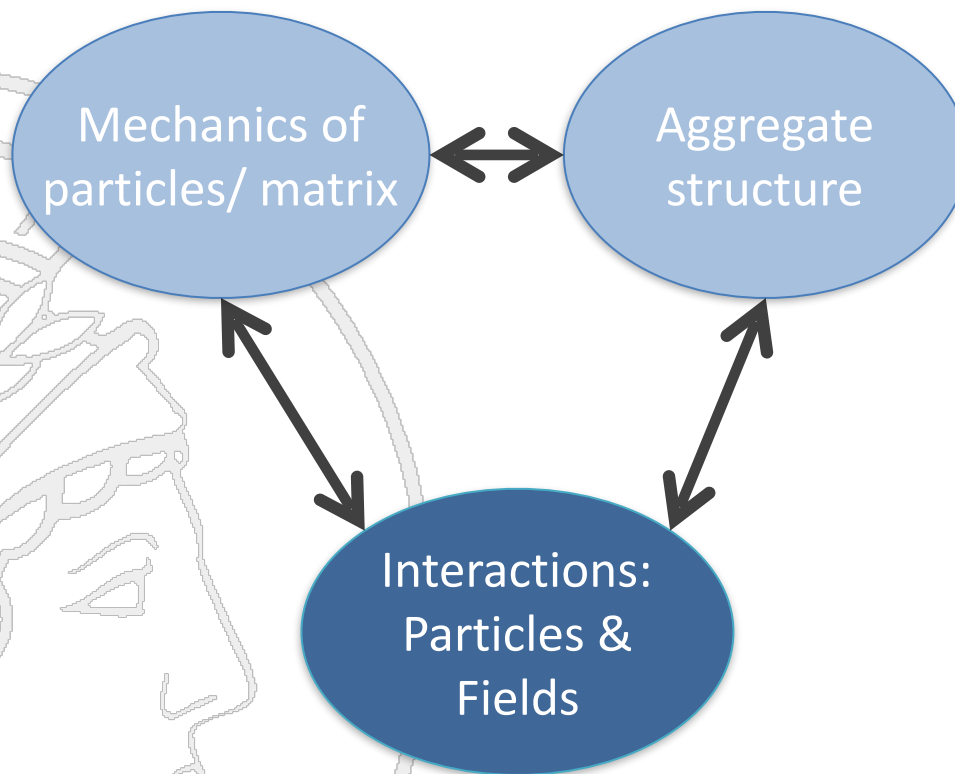 Mechanics of
particles/ matrix
Aggregate
structure
Interactions:
Particles &
Fields